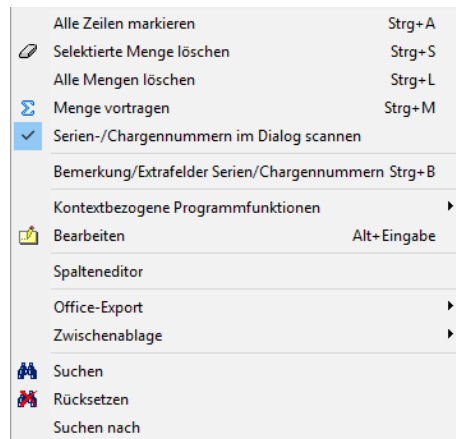 Alle Zeilen markieren Strg+A
Selektierte Menge löschen Strg+S
Alle Mengen löschen Strg+L
Menge vortragen Strg+M
Serien-/Chargennummern im Dialog scannen
Bemerkung/Extrafelder Serien/Chargennummern Strg+B
Kontextbezogene Programmfunktionen
Bearbeiten Alt+Eingabe
Spalteneditor
Office-Export
Zwischenablage
Suchen
Rücksetzen
Suchen nach